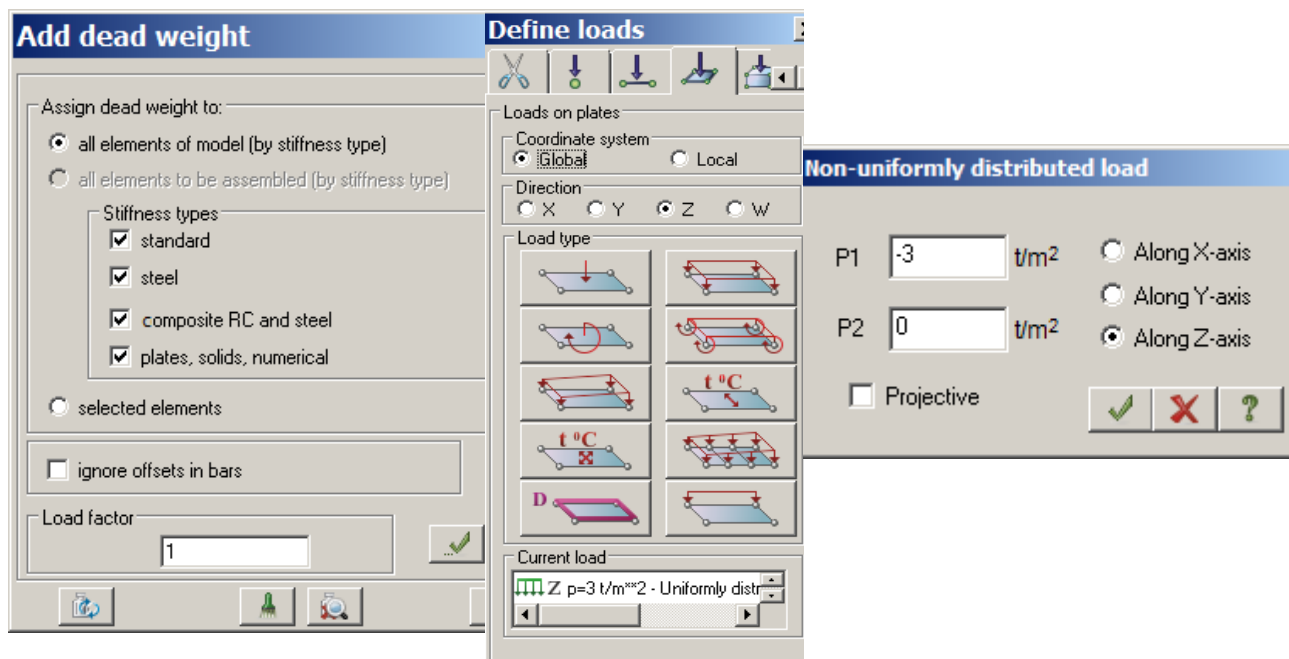 Add dead weight
Assign dead weight to:
all elements of model (by stiffness type)
all elements to be assembled (by stiffness type)
Stiffness types
standard
steel
composite RC and steel
plates, solids, numerical
selected elements
ignore offsets in bars
Load factor
1
Define loads
Loads on plates
Coordinate system
Global Local
Direction
X Y Z W
Load type
t ºC
t ºC
D
Current load
Z p=3 t/m**2 - Uniformly distr
Non-uniformly distributed load
P1 -3 t/m2 Along X-axis
Along Y-axis
P2 0 t/m2 Along Z-axis
Projective
?